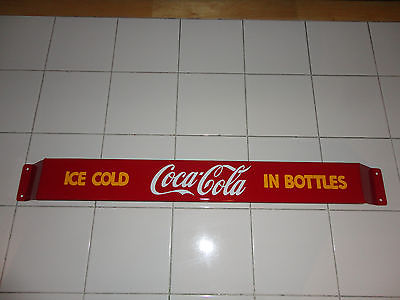 ICE COLD Coca-Cola IN BOTTLES